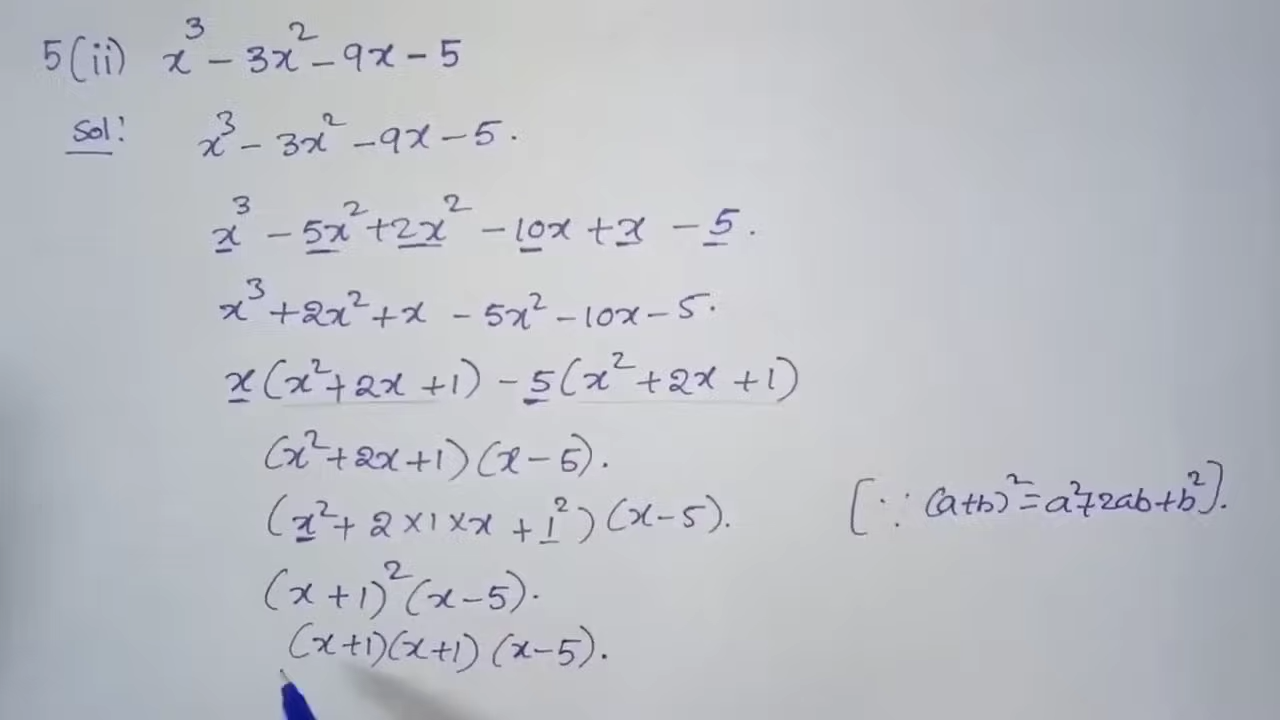 5(ii) x³ - 3x² - 9x - 5
Sol!
x³ - 3x² - 9x - 5.
x³ - 5x² + 2x² - 10x + x - 5.
x³ + 2x² + x - 5x² - 10x - 5.
x(x² + 2x + 1) - 5(x² + 2x + 1)
(x² + 2x + 1)(x - 5).
(x² + 2 × 1 × x + 1²)(x - 5). [∵ (a+b)² = a² + 2ab + b²].
(x + 1)²(x - 5).
(x + 1)(x + 1)(x - 5).